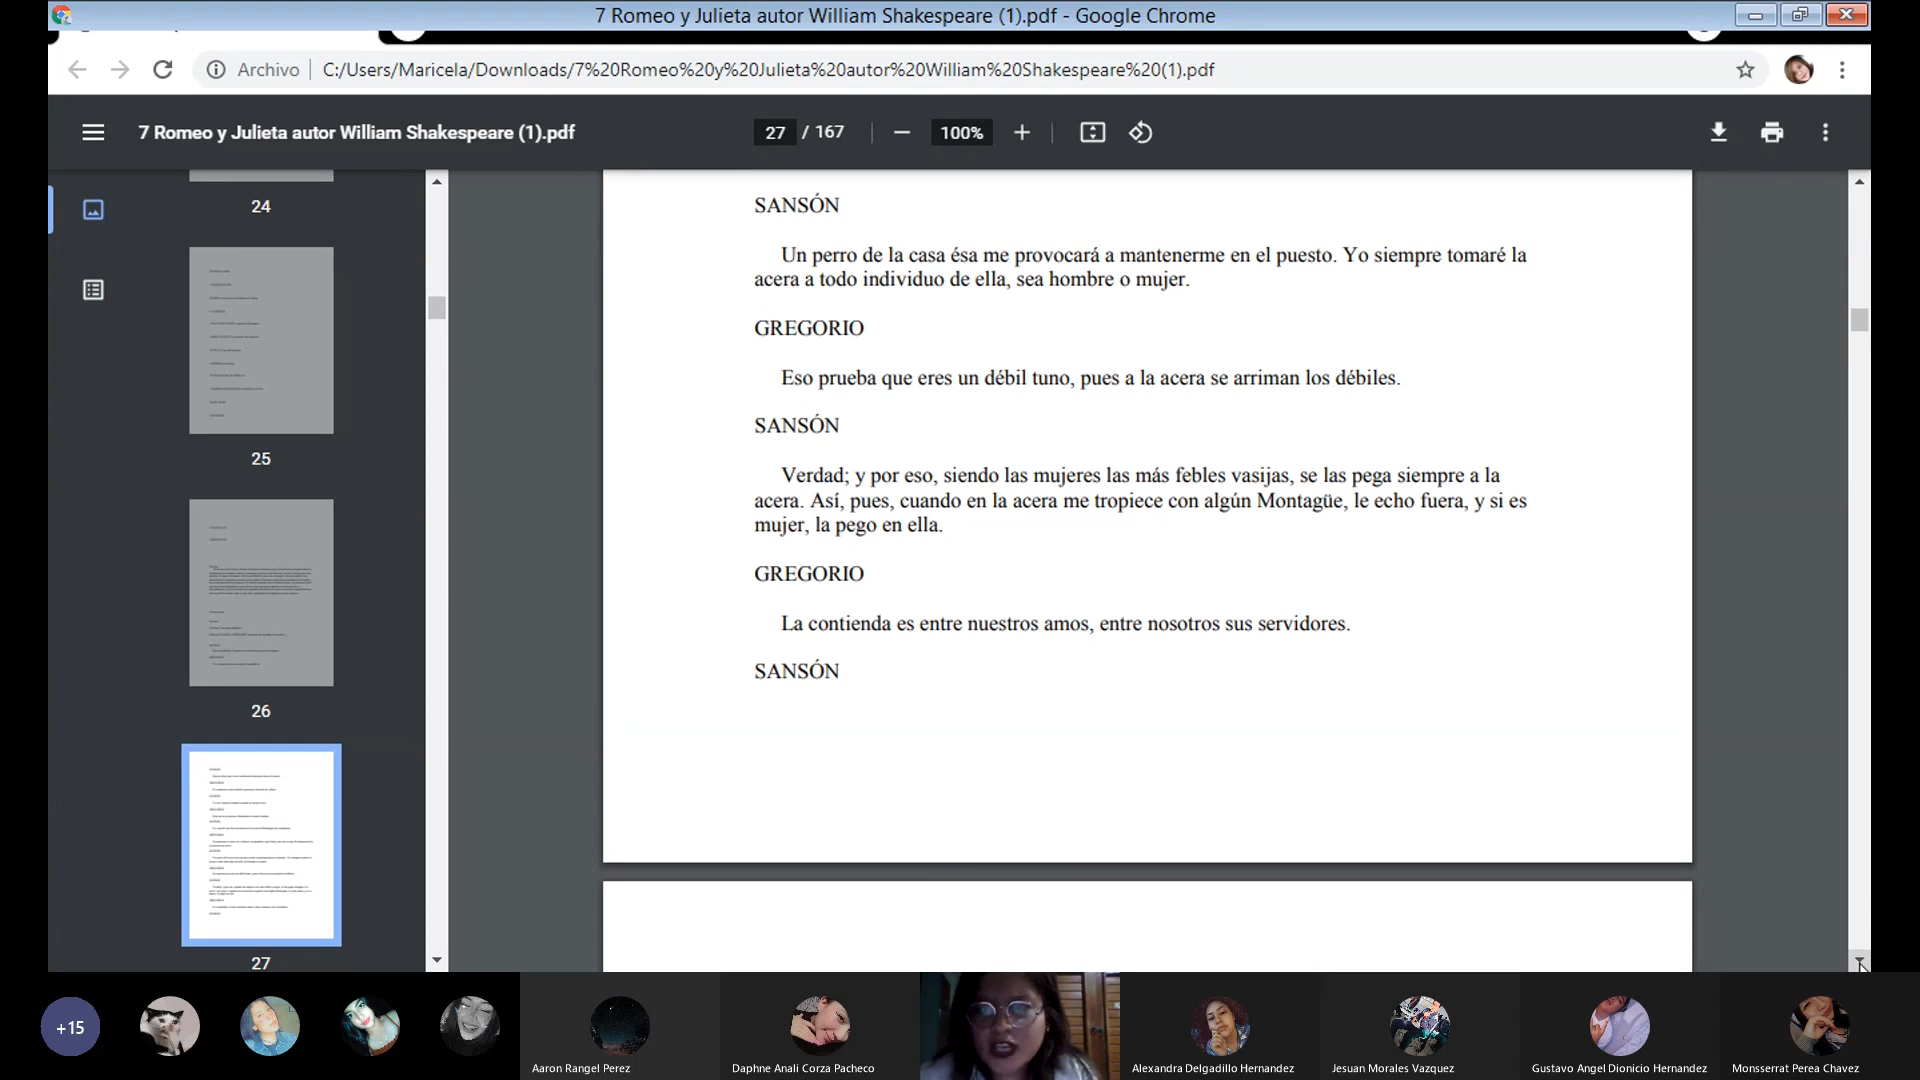 7 Romeo y Julieta autor William Shakespeare (1).pdf - Google Chrome
Archivo | C:/Users/Maricela/Downloads/7%20Romeo%20y%20Julieta%20autor%20William%20Shakespeare%20(1).pdf
7 Romeo y Julieta autor William Shakespeare (1).pdf
27 / 167
100%
24
25
26
27
SANSÓN
Un perro de la casa ésa me provocará a mantenerme en el puesto. Yo siempre tomaré la
acera a todo individuo de ella, sea hombre o mujer.
GREGORIO
Eso prueba que eres un débil tuno, pues a la acera se arriman los débiles.
SANSÓN
Verdad; y por eso, siendo las mujeres las más febles vasijas, se las pega siempre a la
acera. Así, pues, cuando en la acera me tropiece con algún Montagüe, le echo fuera, y si es
mujer, la pego en ella.
GREGORIO
La contienda es entre nuestros amos, entre nosotros sus servidores.
SANSÓN
+15
Aaron Rangel Perez
Daphne Anali Corza Pacheco
Alexandra Delgadillo Hernandez
Jesuan Morales Vazquez
Gustavo Angel Dionicio Hernandez
Monsserrat Perea Chavez